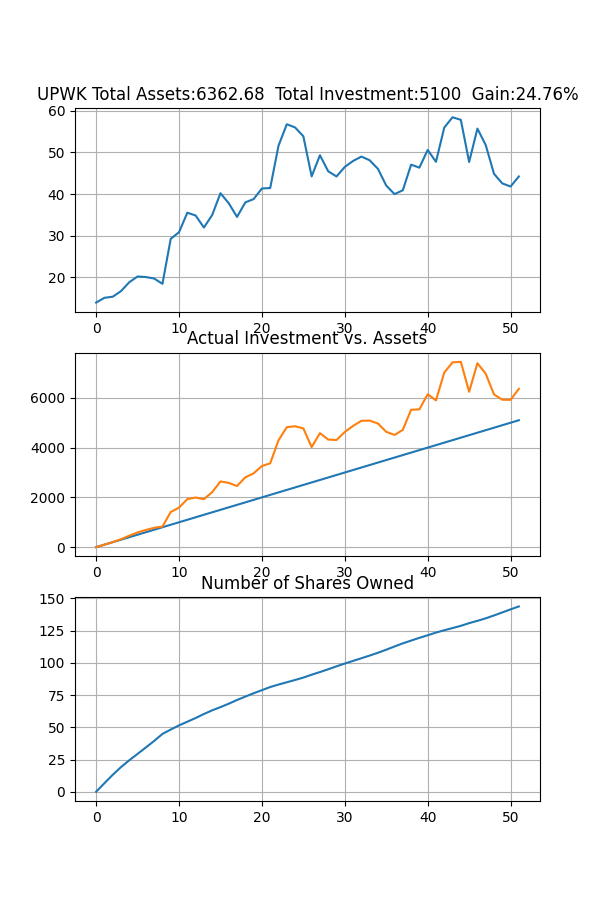 UPWK Total Assets:6362.68 Total Investment:5100 Gain:24.76%
60
50
40
30
20
0 10 20 30 40 50
Actual Investment vs. Assets
6000
4000
2000
0
0 10 20 30 40 50
Number of Shares Owned
150
125
100
75
50
25
0
0 10 20 30 40 50